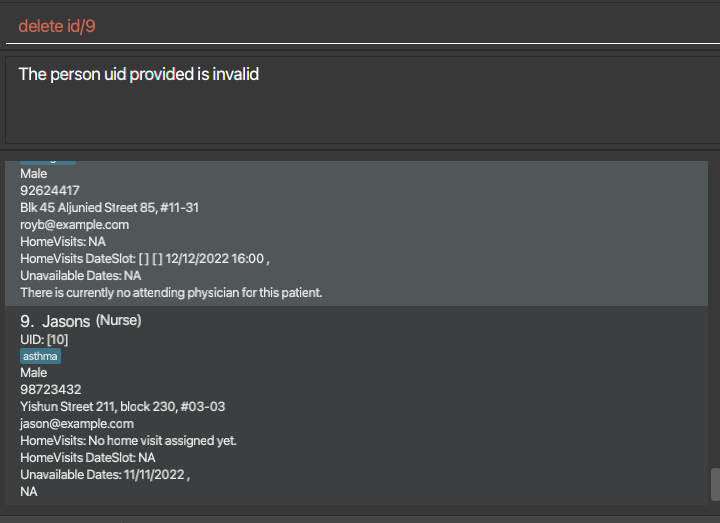 delete id/9
The person uid provided is invalid
Male
92624417
Blk 45 Aljunied Street 85, #11-31
royb@example.com
HomeVisits: NA
HomeVisits DateSlot: [ ] [ ] 12/12/2022 16:00 ,
Unavailable Dates: NA
There is currently no attending physician for this patient.
9. Jasons (Nurse)
UID: [10]
asthma
Male
98723432
Yishun Street 211, block 230, #03-03
jason@example.com
HomeVisits: No home visit assigned yet.
HomeVisits DateSlot: NA
Unavailable Dates: 11/11/2022 ,
NA